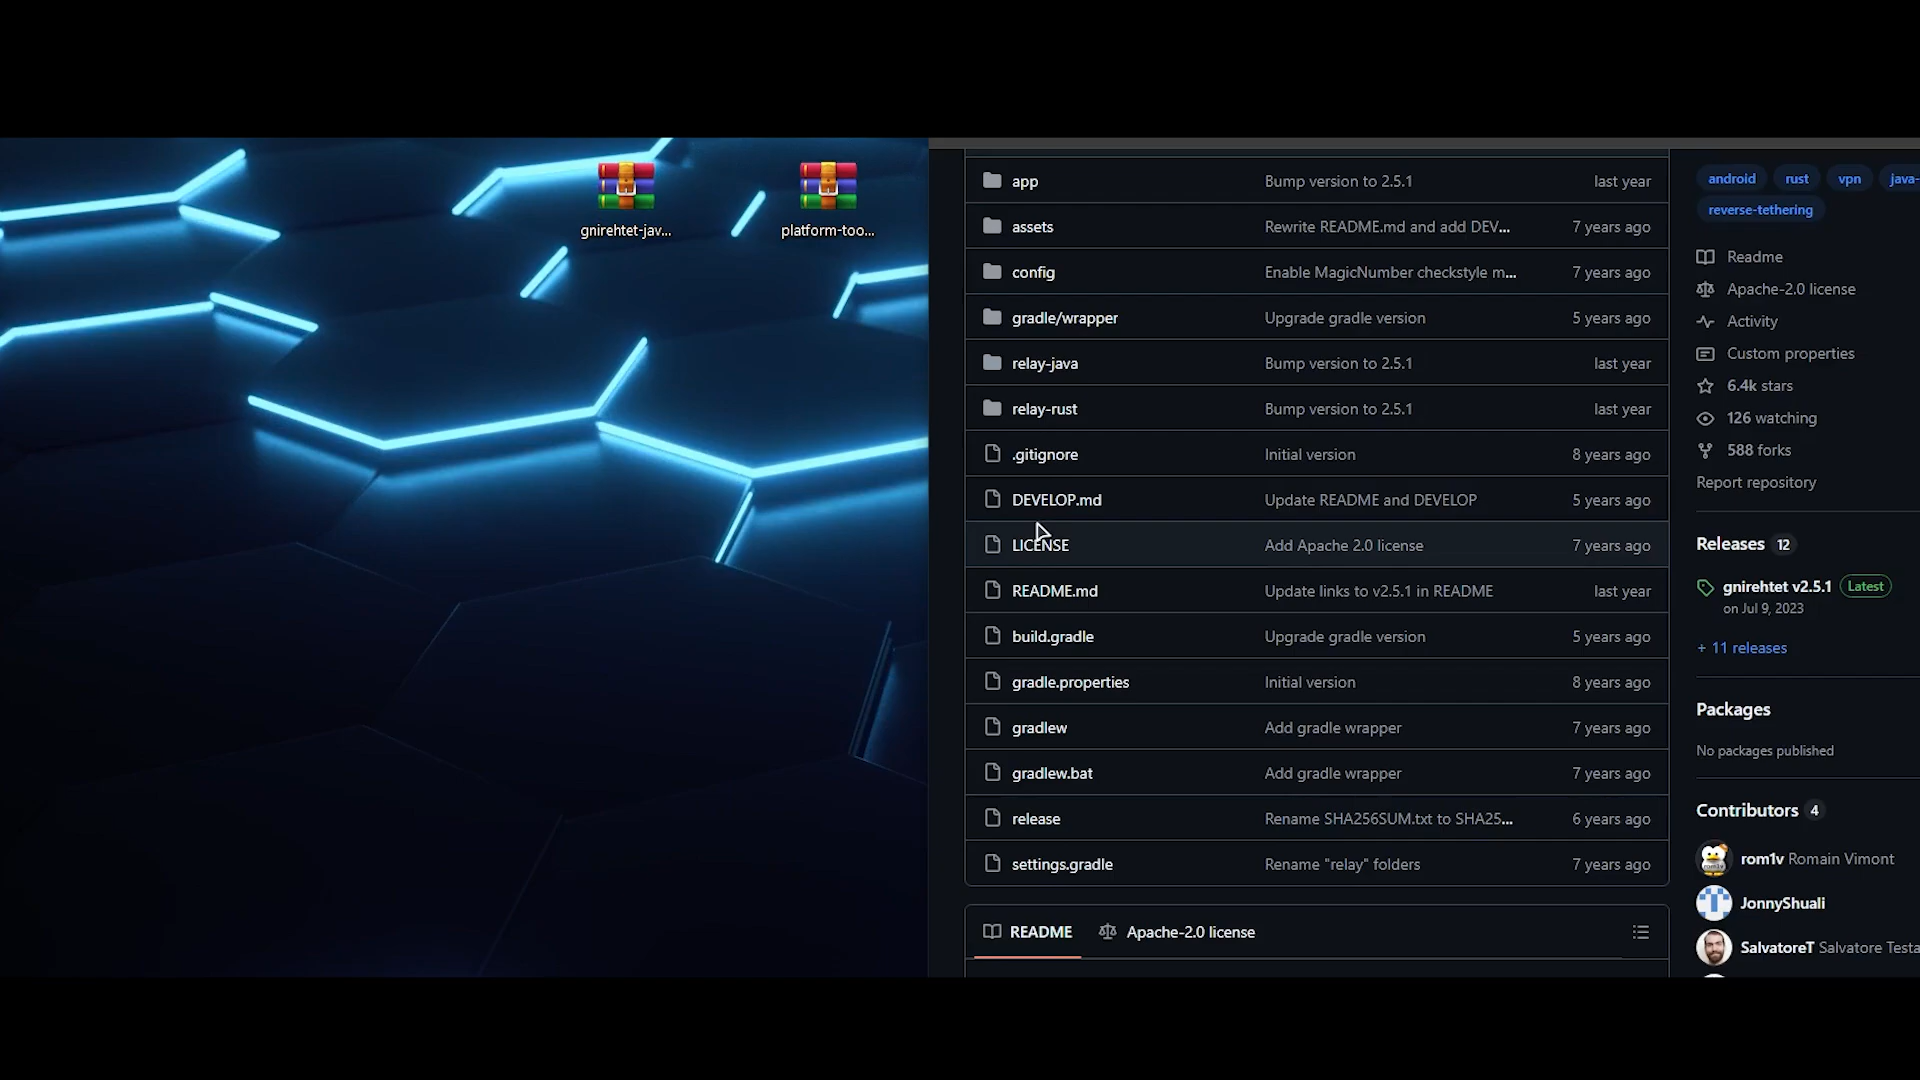 gnirehtet-jav...
platform-too...
app Bump version to 2.5.1 last year
assets Rewrite README.md and add DEV... 7 years ago
config Enable MagicNumber checkstyle m... 7 years ago
gradle/wrapper Upgrade gradle version 5 years ago
relay-java Bump version to 2.5.1 last year
relay-rust Bump version to 2.5.1 last year
.gitignore Initial version 8 years ago
DEVELOP.md Update README and DEVELOP 5 years ago
LICENSE Add Apache 2.0 license 7 years ago
README.md Update links to v2.5.1 in README last year
build.gradle Upgrade gradle version 5 years ago
gradle.properties Initial version 8 years ago
gradlew Add gradle wrapper 7 years ago
gradlew.bat Add gradle wrapper 7 years ago
release Rename SHA256SUM.txt to SHA25... 6 years ago
settings.gradle Rename "relay" folders 7 years ago
README Apache-2.0 license
android rust vpn java-
reverse-tethering
Readme
Apache-2.0 license
Activity
Custom properties
6.4k stars
126 watching
588 forks
Report repository
Releases 12
gnirehtet v2.5.1 Latest
on Jul 9, 2023
+ 11 releases
Packages
No packages published
Contributors 4
rom1v Romain Vimont
JonnyShuali
SalvatoreT Salvatore Testa